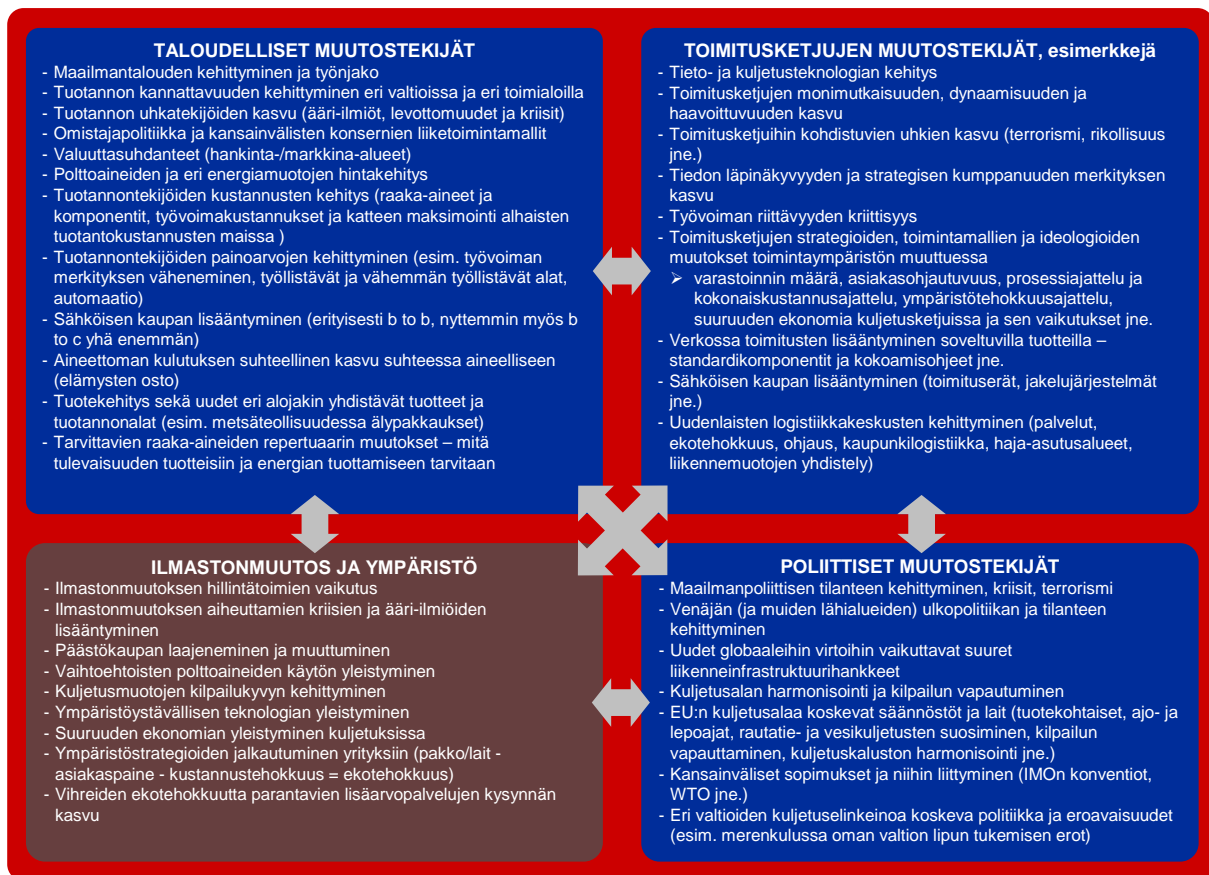 TALOUDELLISET MUUTOSTEKIJÄT
- Maailmantalouden kehittyminen ja työnjako
- Tuotannon kannattavuuden kehittyminen eri valtioissa ja eri toimialoilla
- Tuotannon uhkatekijöiden kasvu (ääri-ilmiöt, levottomuudet ja kriisit)
- Omistajapolitiikka ja kansainvälisten konsernien liiketoimintamallit
- Valuuttasuhdanteet (hankinta-/markkina-alueet)
- Polttoaineiden ja eri energiamuotojen hintakehitys
- Tuotannontekijöiden kustannusten kehitys (raaka-aineet ja
komponentit, työvoimakustannukset ja katteen maksimointi alhaisten
tuotantokustannusten maissa )
- Tuotannontekijöiden painoarvojen kehittyminen (esim. työvoiman
merkityksen väheneminen, työllistävät ja vähemmän työllistävät alat,
automaatio)
- Sähköisen kaupan lisääntyminen (erityisesti b to b, nyttemmin myös b
to c yhä enemmän)
- Aineettoman kulutuksen suhteellinen kasvu suhteessa aineelliseen
(elämysten osto)
- Tuotekehitys sekä uudet eri alojakin yhdistävät tuotteet ja
tuotannonalat (esim. metsäteollisuudessa älypakkaukset)
- Tarvittavien raaka-aineiden repertuaarin muutokset – mitä
tulevaisuuden tuotteisiin ja energian tuottamiseen tarvitaan
TOIMITUSKETJUJEN MUUTOSTEKIJÄT, esimerkkejä
- Tieto- ja kuljetusteknologian kehitys
- Toimitusketjujen monimutkaisuuden, dynaamisuuden ja
haavoittuvuuden kasvu
- Toimitusketjuihin kohdistuvien uhkien kasvu (terrorismi, rikollisuus
jne.)
- Tiedon läpinäkyvyyden ja strategisen kumppanuuden merkityksen
kasvu
- Työvoiman riittävyyden kriittisyys
- Toimitusketjujen strategioiden, toimintamallien ja ideologioiden
muutokset toimintaympäristön muuttuessa
➢ varastoinnin määrä, asiakasohjautuvuus, prosessiajattelu ja
kokonaiskustannusajattelu, ympäristötehokkuusajattelu,
suuruuden ekonomia kuljetusketjuissa ja sen vaikutukset jne.
- Verkossa toimitusten lisääntyminen soveltuvilla tuotteilla –
standardikomponentit ja kokoamisohjeet jne.
- Sähköisen kaupan lisääntyminen (toimituserät, jakelujärjestelmät
jne.)
- Uudenlaisten logistiikkakeskusten kehittyminen (palvelut,
ekotehokkuus, ohjaus, kaupunkilogistiikka, haja-asutusalueet,
liikennemuotojen yhdistely)
ILMASTONMUUTOS JA YMPÄRISTÖ
- Ilmastonmuutoksen hillintätoimien vaikutus
- Ilmastonmuutoksen aiheuttamien kriisien ja ääri-ilmiöiden
lisääntyminen
- Päästökaupan laajeneminen ja muuttuminen
- Vaihtoehtoisten polttoaineiden käytön yleistyminen
- Kuljetusmuotojen kilpailukyvyn kehittyminen
- Ympäristöystävällisen teknologian yleistyminen
- Suuruuden ekonomian yleistyminen kuljetuksissa
- Ympäristöstrategioiden jalkautuminen yrityksiin (pakko/lait -
asiakaspaine - kustannustehokkuus = ekotehokkuus)
- Vihreiden ekotehokkuutta parantavien lisäarvopalvelujen kysynnän
kasvu
POLIITTISET MUUTOSTEKIJÄT
- Maailmanpoliittisen tilanteen kehittyminen, kriisit, terrorismi
- Venäjän (ja muiden lähialueiden) ulkopolitiikan ja tilanteen
kehittyminen
- Uudet globaaleihin virtoihin vaikuttavat suuret
liikenneinfrastruktuurihankkeet
- Kuljetusalan harmonisointi ja kilpailun vapautuminen
- EU:n kuljetusalaa koskevat säännöstöt ja lait (tuotekohtaiset, ajo- ja
lepoajat, rautatie- ja vesikuljetusten suosiminen, kilpailun
vapauttaminen, kuljetuskaluston harmonisointi jne.)
- Kansainväliset sopimukset ja niihin liittyminen (IMOn konventiot,
WTO jne.)
- Eri valtioiden kuljetuselinkeinoa koskeva politiikka ja eroavaisuudet
(esim. merenkulussa oman valtion lipun tukemisen erot)